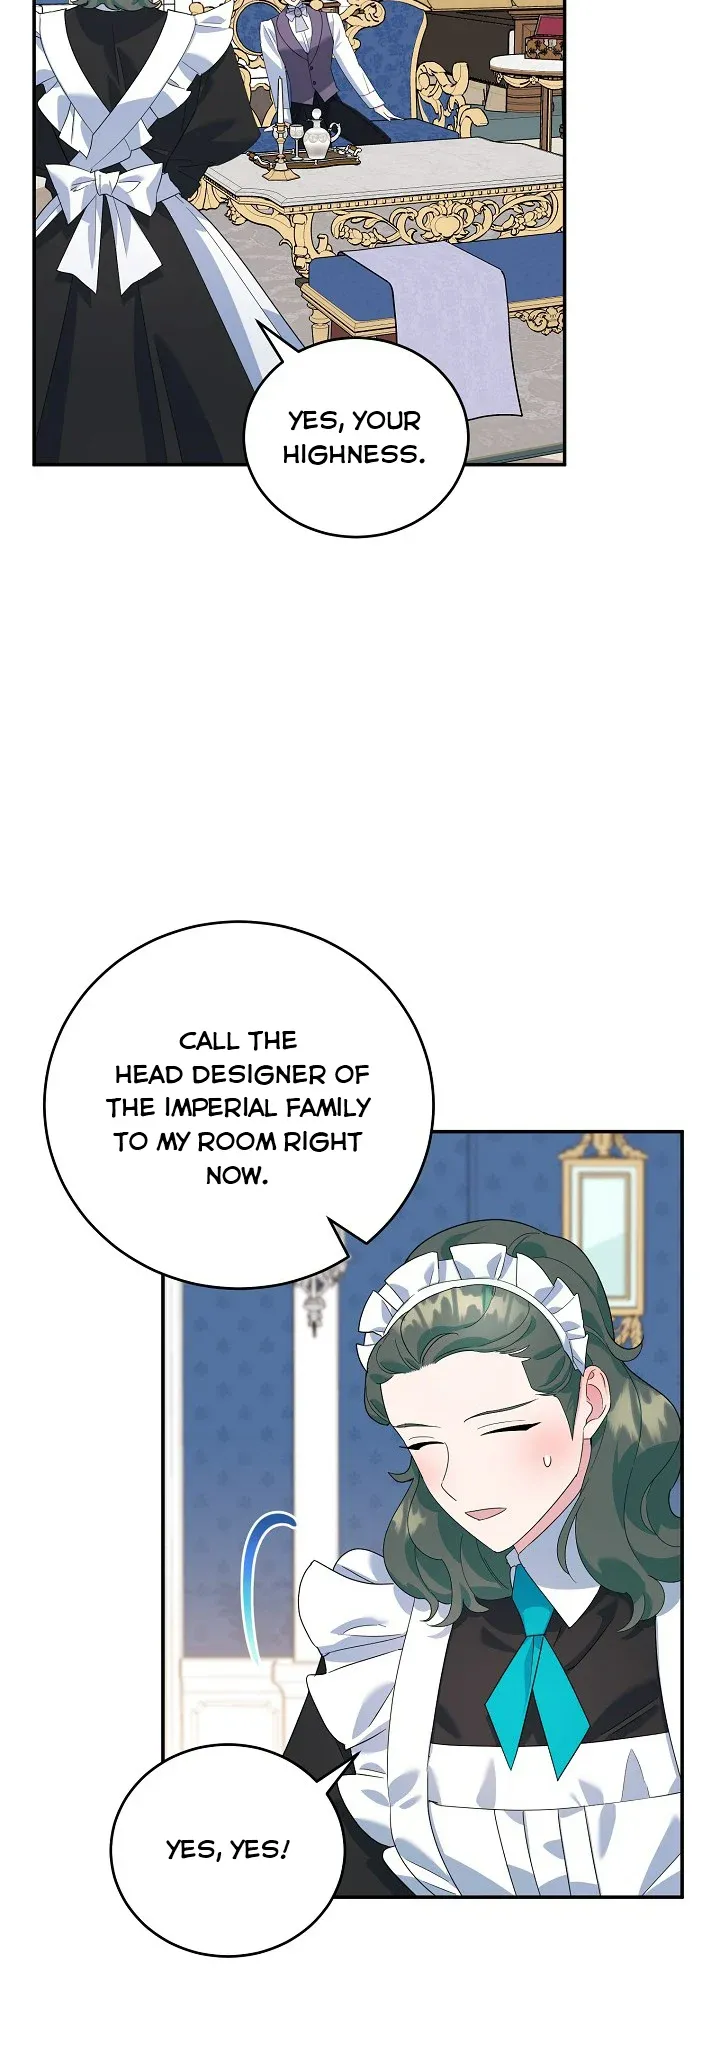 YES, YOUR
HIGHNESS.
CALL THE
HEAD DESIGNER OF
THE IMPERIAL FAMILY
TO MY ROOM RIGHT
NOW.
YES, YES!